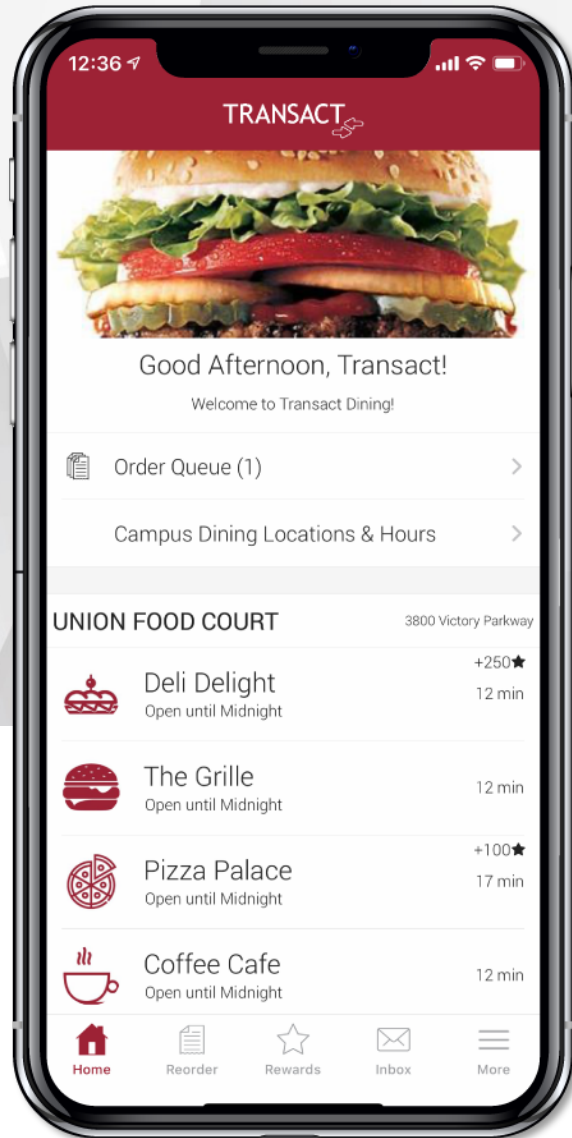 12:36
TRANSACT
Good Afternoon, Transact!
Welcome to Transact Dining!
Order Queue (1)
Campus Dining Locations & Hours
UNION FOOD COURT 3800 Victory Parkway
+250★
Deli Delight 12 min
Open until Midnight
The Grille 12 min
Open until Midnight
+100★
Pizza Palace 17 min
Open until Midnight
Coffee Cafe 12 min
Open until Midnight
Home Reorder Rewards Inbox More